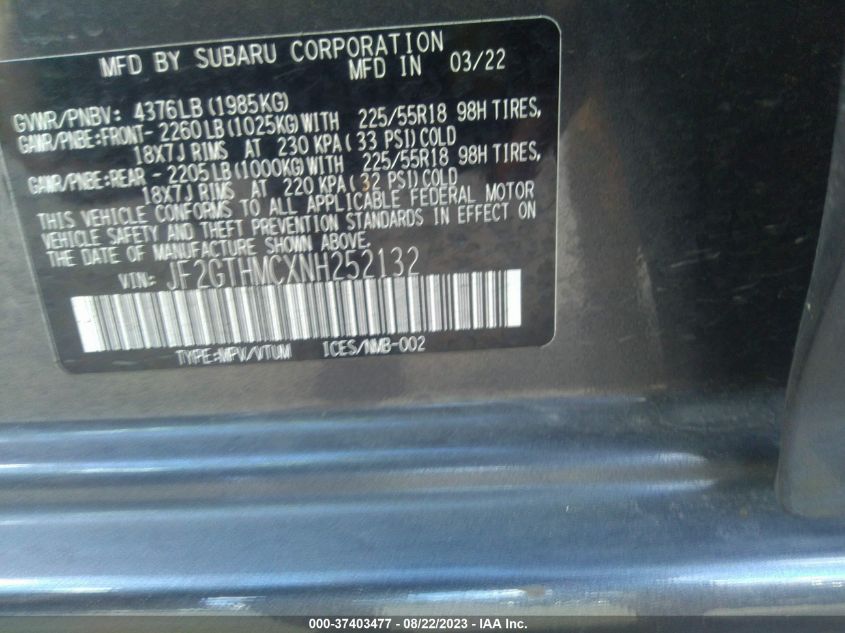 MFD BY SUBARU CORPORATION
MFD IN 03/22
GVWR/PNBV: 4376LB(1985KG)
GAWR/PNBE:FRONT- 2260LB(1025KG)WITH 225/55R18 98H TIRES,
18X7J RIMS AT 230 KPA(33 PSI)COLD
GAWR/PNBE:REAR - 2205LB(1000KG)WITH 225/55R18 98H TIRES,
18X7J RIMS AT 220 KPA(32 PSI)COLD
THIS VEHICLE CONFORMS TO ALL APPLICABLE FEDERAL MOTOR
VEHICLE SAFETY AND THEFT PREVENTION STANDARDS IN EFFECT ON
THE DATE OF MANUFACTURE SHOWN ABOVE.
VIN: JF2GTHMCXNH252132
TYPE:MPV/VTUM ICES/NMB-002
000-37403477 - 08/22/2023 - IAA Inc.